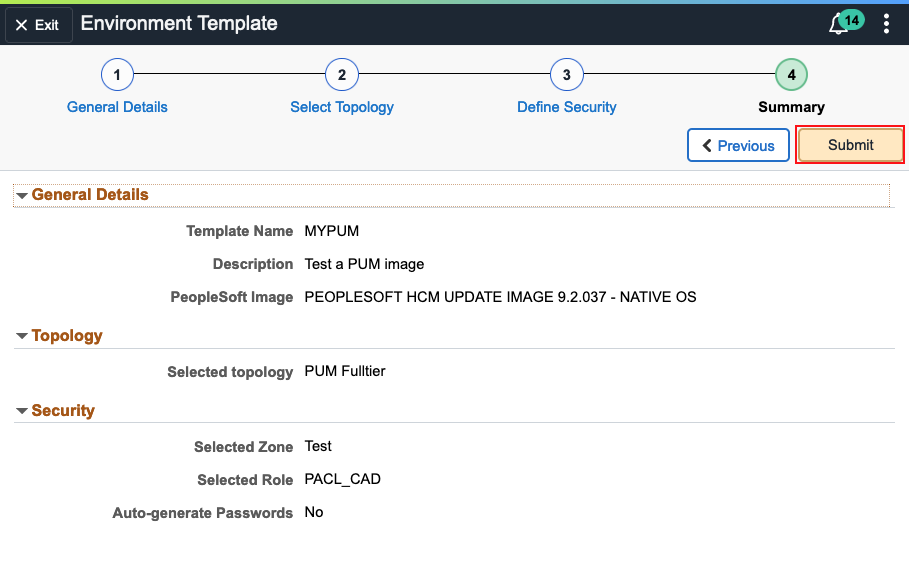 Exit
Environment Template
14
1
2
3
4
General Details
Select Topology
Define Security
Summary
Previous
Submit
General Details
Template Name MYPUM
Description Test a PUM image
PeopleSoft Image PEOPLESOFT HCM UPDATE IMAGE 9.2.037 - NATIVE OS
Topology
Selected topology PUM Fulltier
Security
Selected Zone Test
Selected Role PACL_CAD
Auto-generate Passwords No